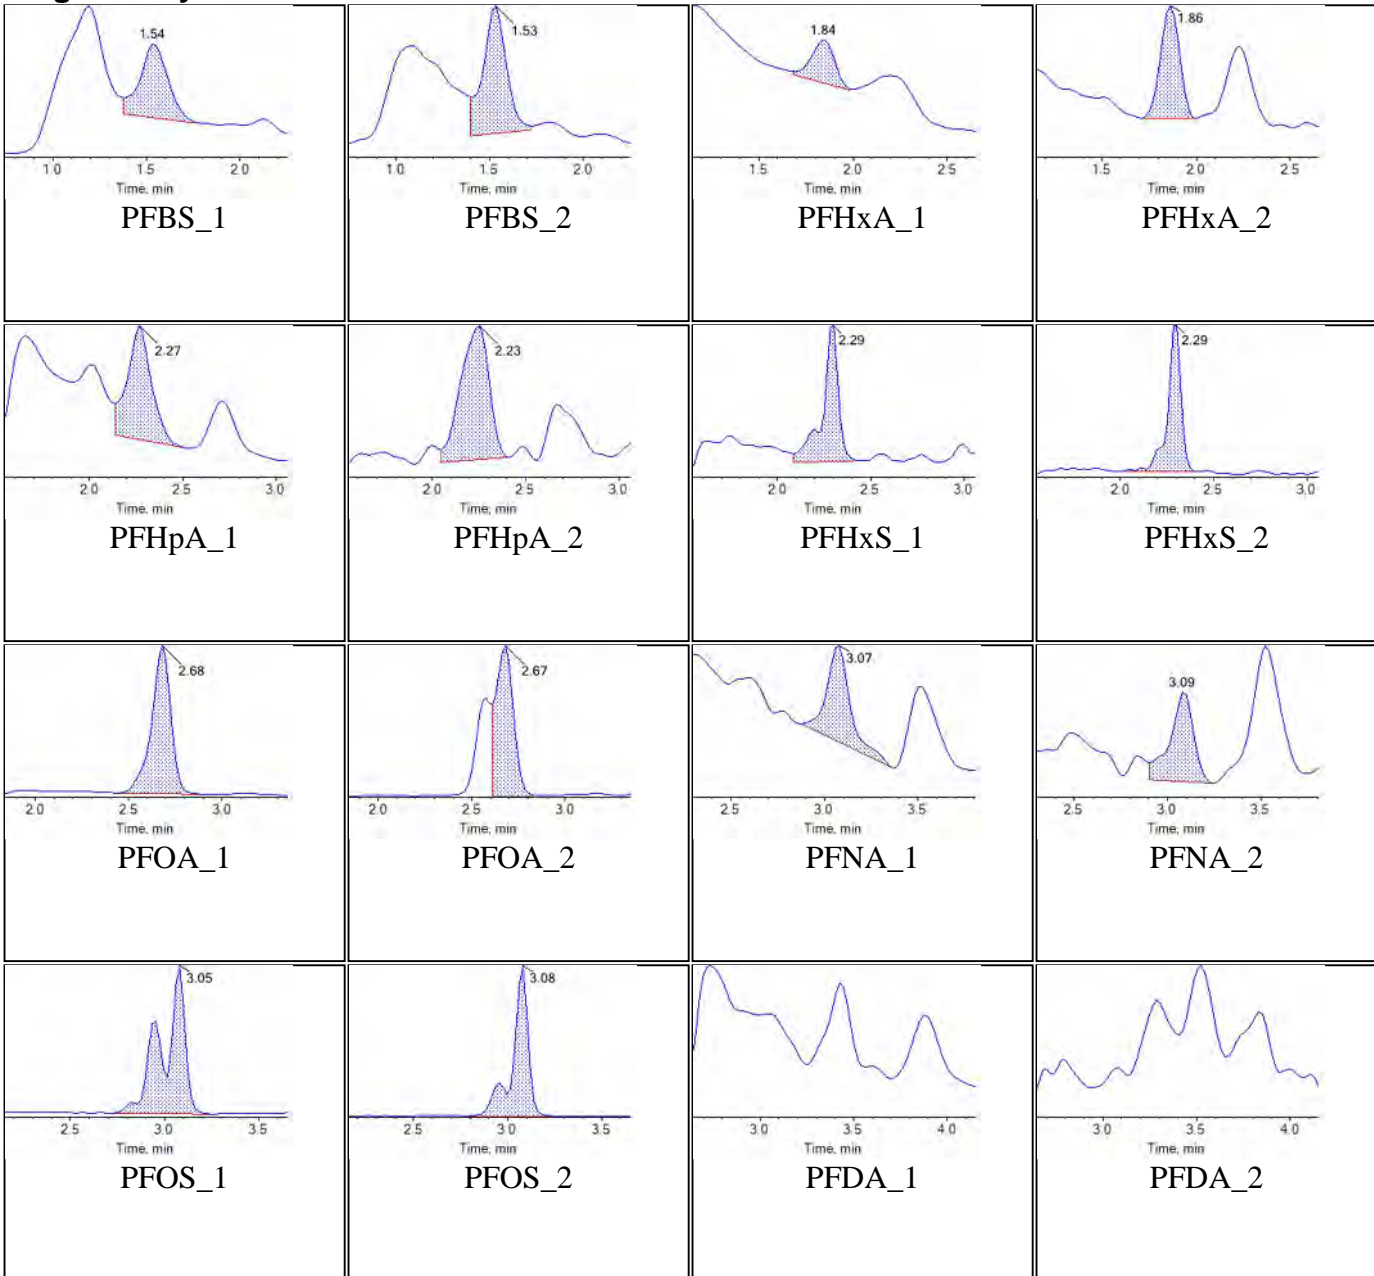 1.54
1.53
1.84
1.86
1.0 1.5 2.0
1.0 1.5 2.0
1.5 2.0 2.5
1.5 2.0 2.5
Time, min
Time, min
Time, min
Time, min
PFBS_1
PFBS_2
PFHxA_1
PFHxA_2
2.27
2.23
2.29
2.29
2.0 2.5 3.0
2.0 2.5 3.0
2.0 2.5 3.0
2.0 2.5 3.0
Time, min
Time, min
Time, min
Time, min
PFHpA_1
PFHpA_2
PFHxS_1
PFHxS_2
2.68
2.67
3.07
3.09
2.0 2.5 3.0
2.0 2.5 3.0
2.5 3.0 3.5
2.5 3.0 3.5
Time, min
Time, min
Time, min
Time, min
PFOA_1
PFOA_2
PFNA_1
PFNA_2
3.05
3.08
2.5 3.0 3.5
2.5 3.0 3.5
3.0 3.5 4.0
3.0 3.5 4.0
Time, min
Time, min
Time, min
Time, min
PFOS_1
PFOS_2
PFDA_1
PFDA_2